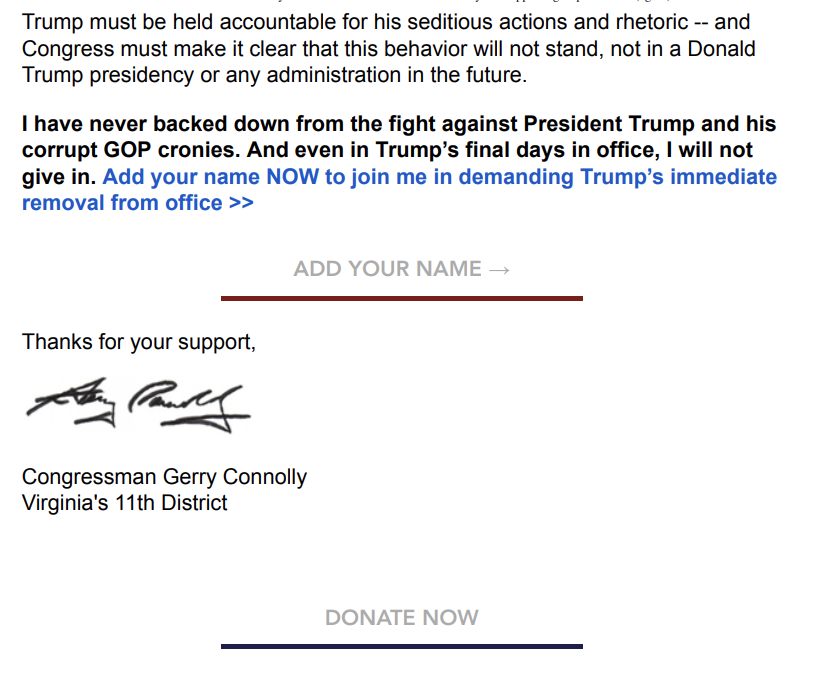 Trump must be held accountable for his seditious actions and rhetoric -- and
Congress must make it clear that this behavior will not stand, not in a Donald
Trump presidency or any administration in the future.
I have never backed down from the fight against President Trump and his
corrupt GOP cronies. And even in Trump’s final days in office, I will not
give in. Add your name NOW to join me in demanding Trump’s immediate
removal from office >>
ADD YOUR NAME →
Thanks for your support,
Congressman Gerry Connolly
Virginia's 11th District
DONATE NOW